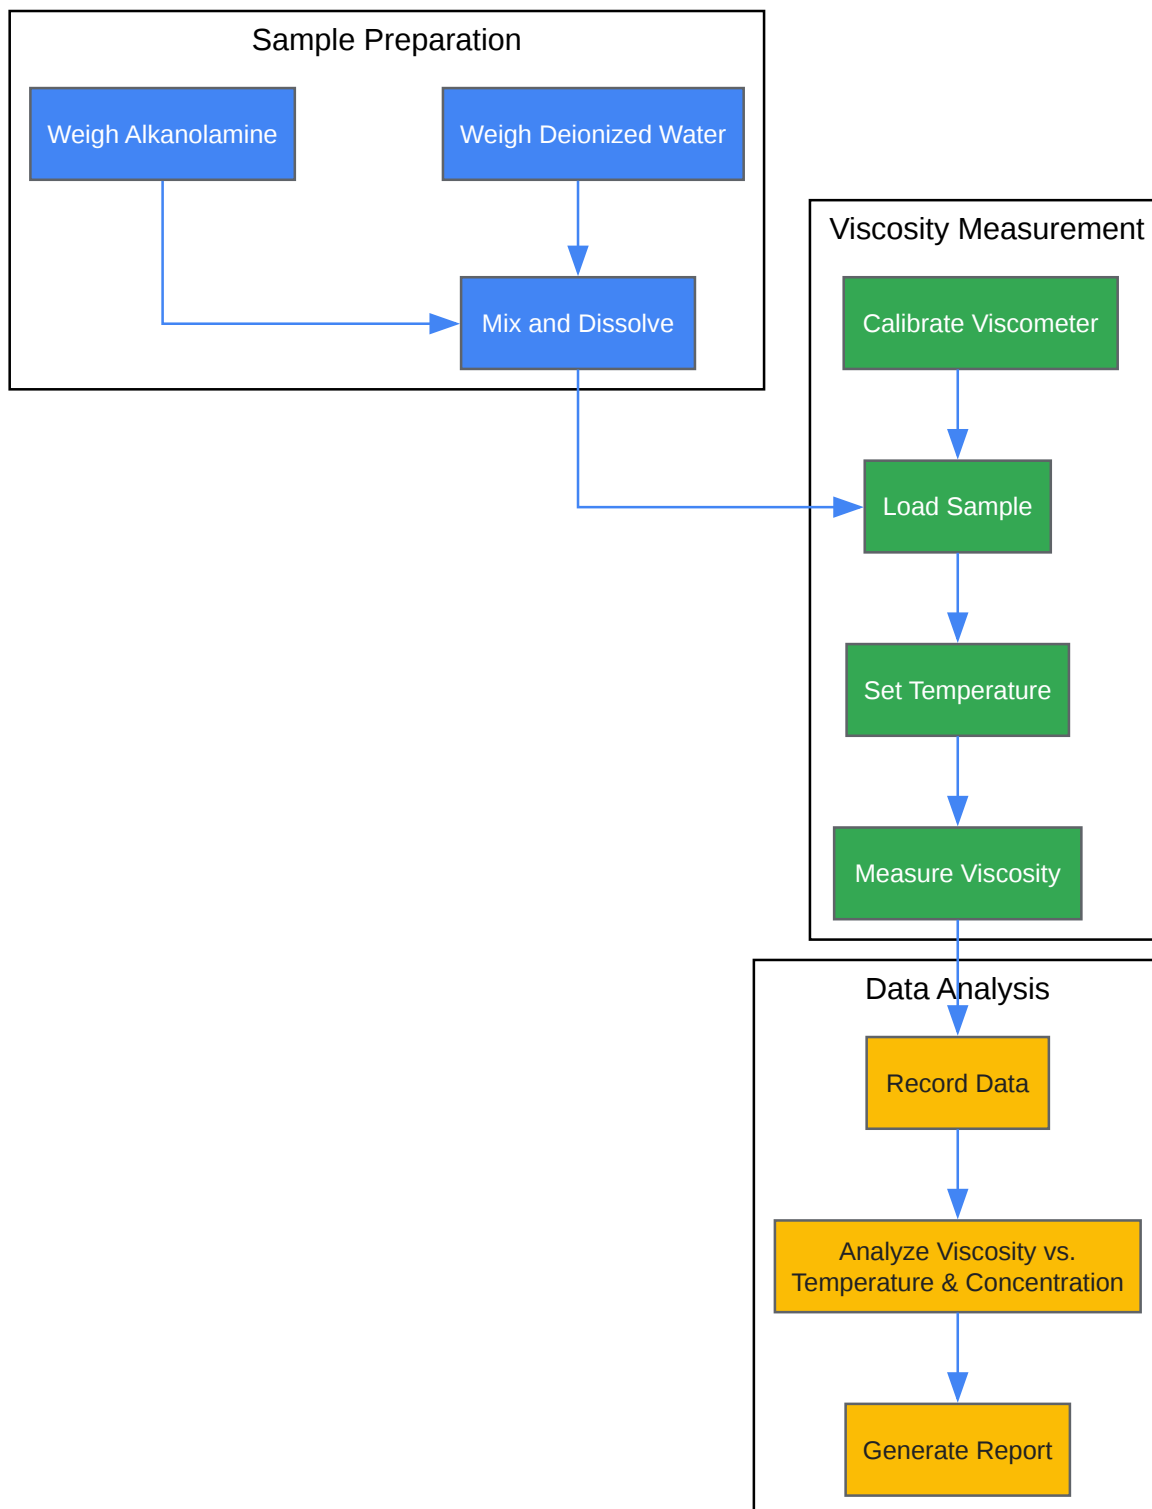 Sample Preparation
Weigh Alkanolamine
Weigh Deionized Water
Mix and Dissolve
Viscosity Measurement
Calibrate Viscometer
Load Sample
Set Temperature
Measure Viscosity
Data Analysis
Record Data
Analyze Viscosity vs.
Temperature & Concentration
Generate Report